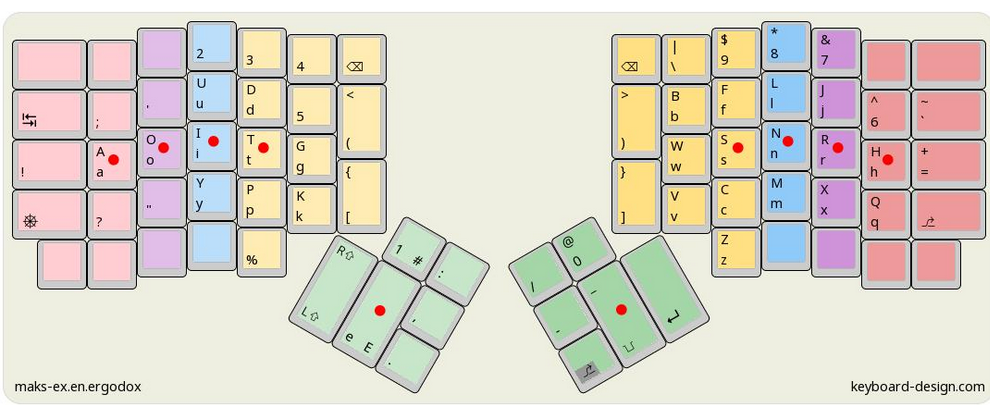 2 3 4 ⌫ ⌫ | \ $ 9 * 8 & 7
↹ ' U u D d 5 < ( > ) B b F f L l J j ^ 6 ~ `
;
! A a O o I i T t G g { [ } ] W w S s N n R r H h + =
? " Y y P p K k V v C c M m X x Q q
% Z z
R⇧ L⇧ 1 # : e E , . / @ 0 - _ ↵
maks-ex.en.ergodox
keyboard-design.com